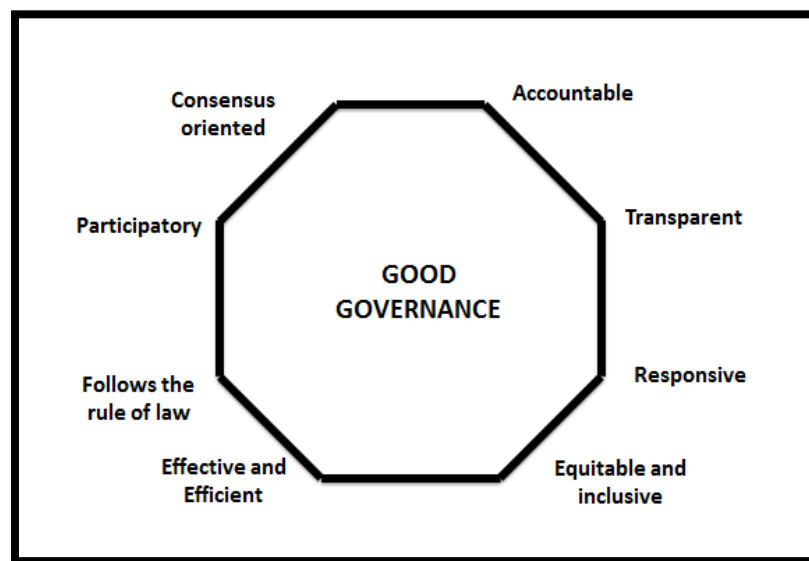 Consensus
oriented
Accountable
Participatory
Transparent
GOOD
GOVERNANCE
Follows the
rule of law
Responsive
Effective and
Efficient
Equitable and
inclusive